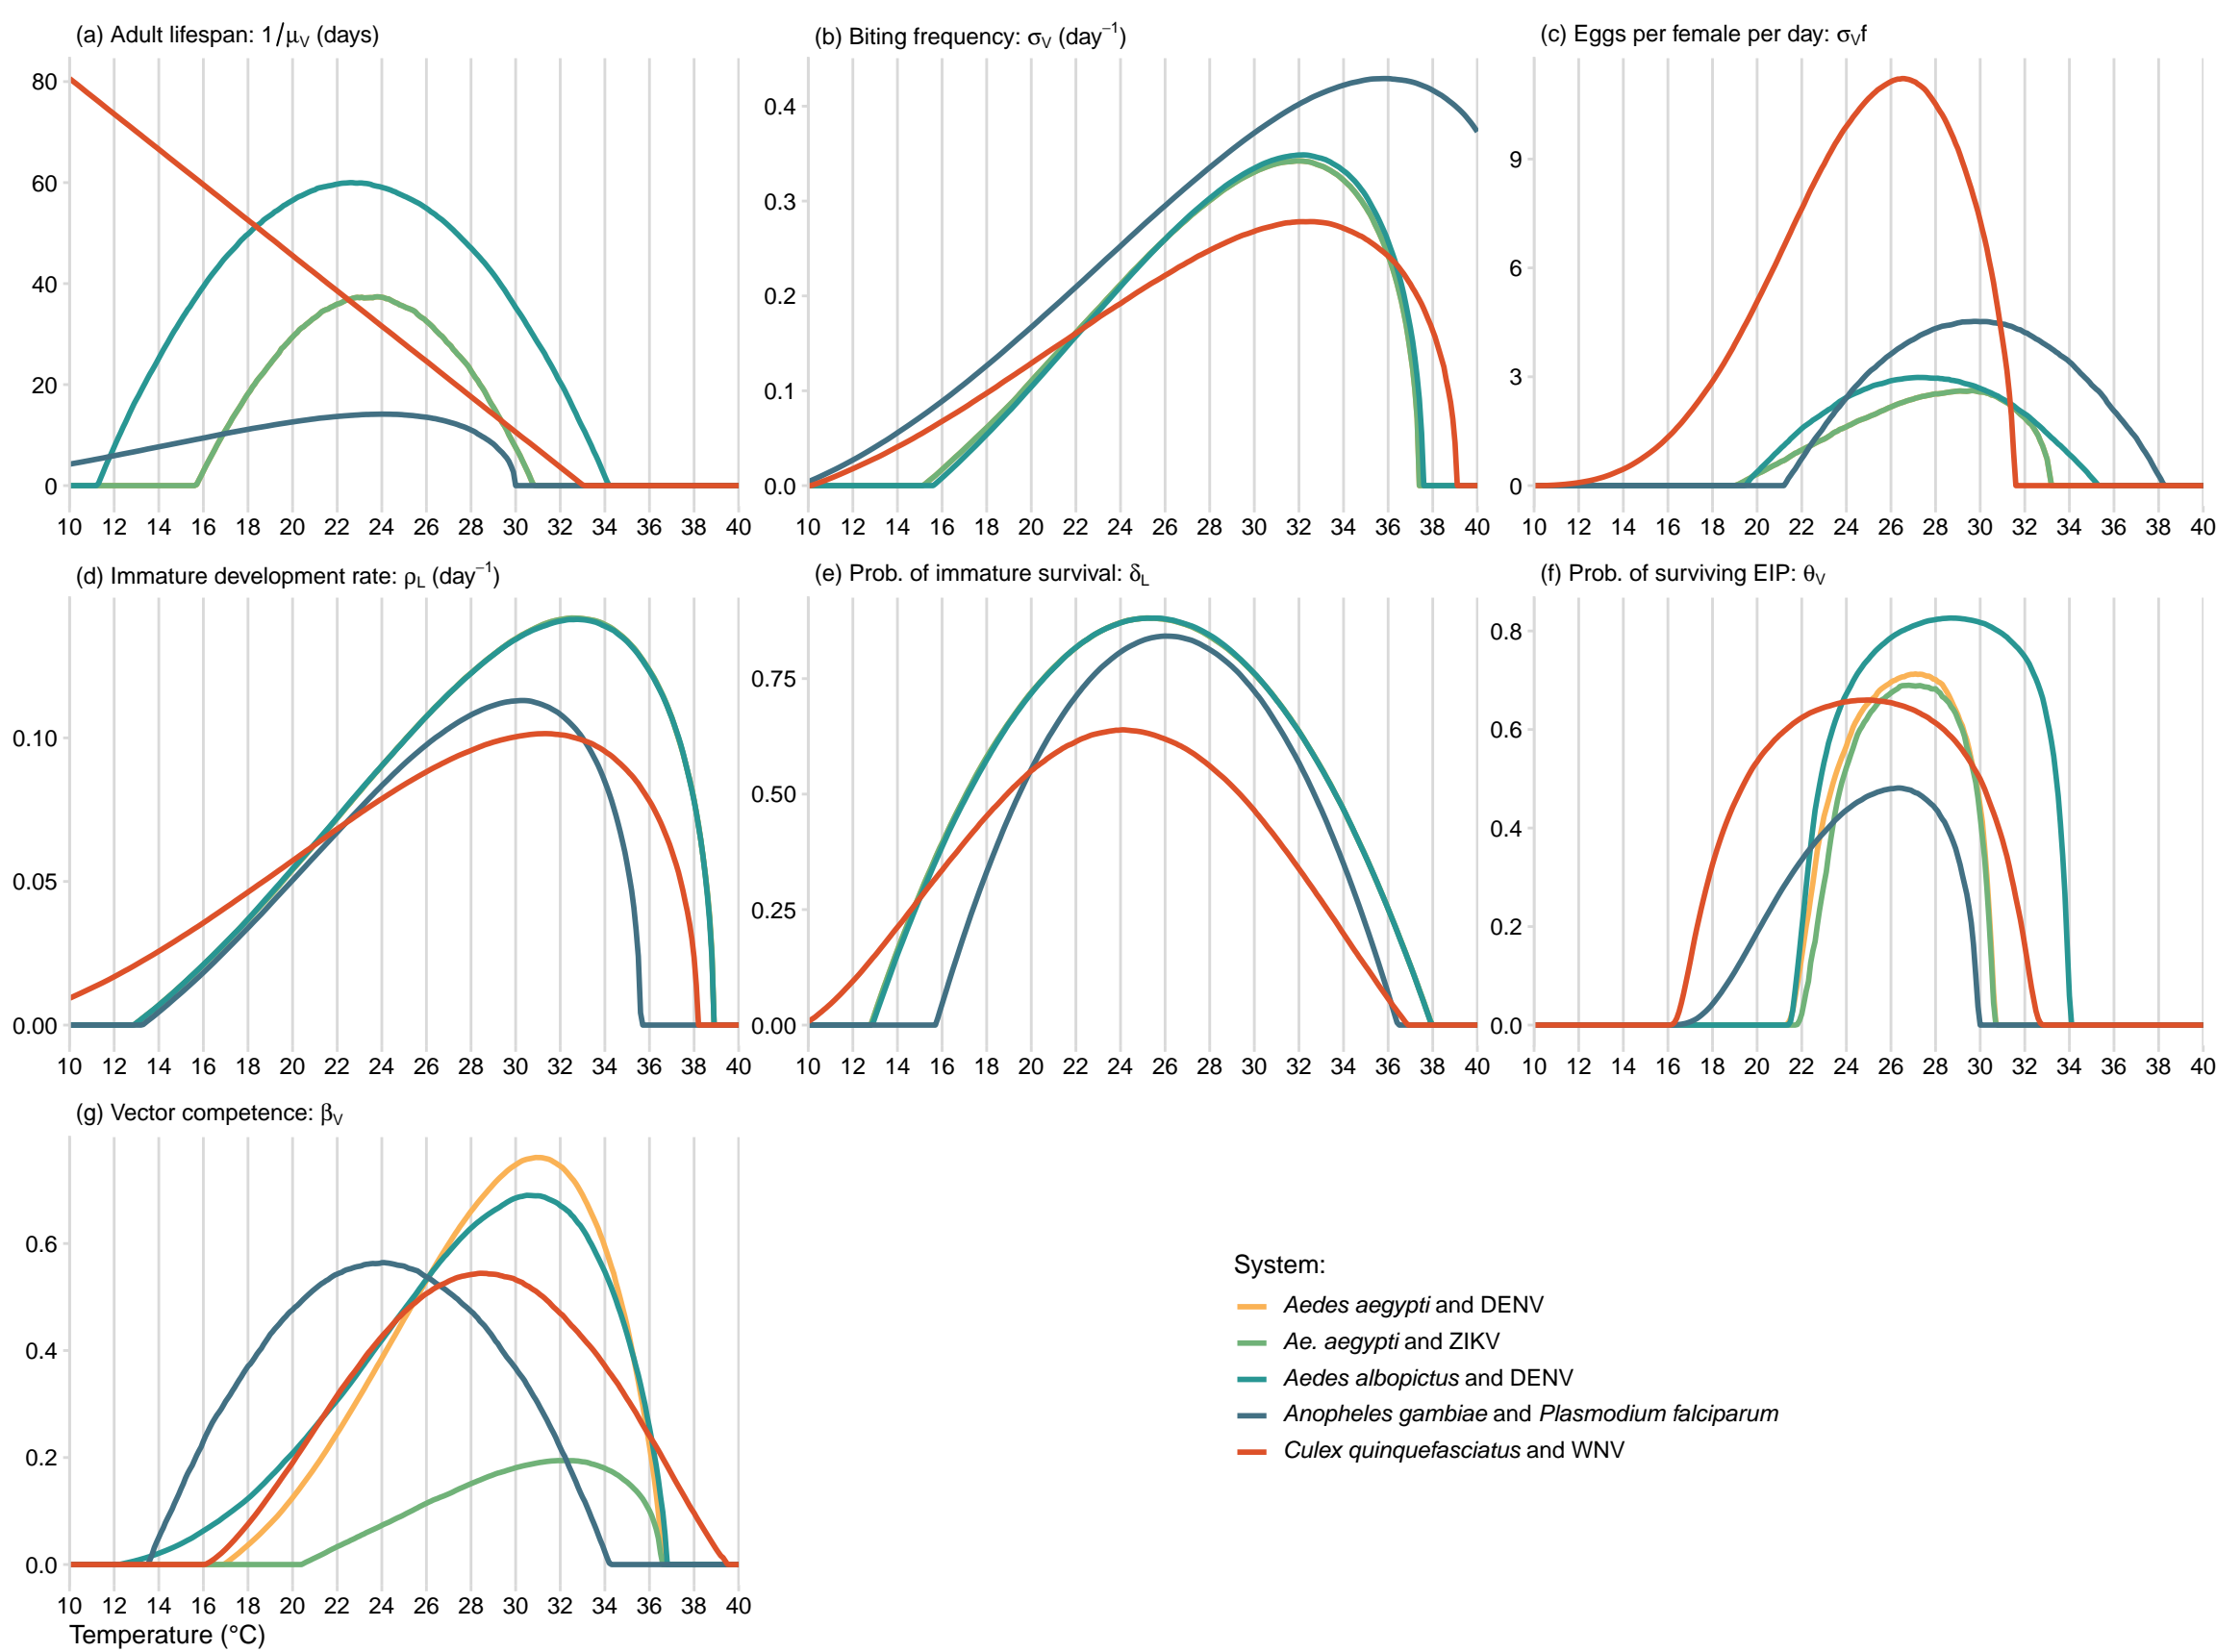 (a) Adult lifespan: 1/μV (days)
(b) Biting frequency: σV (day−1)
(c) Eggs per female per day: σVf
80
60
40
20
0
0.4
0.3
0.2
0.1
0.0
9
6
3
0
10 12 14 16 18 20 22 24 26 28 30 32 34 36 38 40
10 12 14 16 18 20 22 24 26 28 30 32 34 36 38 40
10 12 14 16 18 20 22 24 26 28 30 32 34 36 38 40
(d) Immature development rate: ρL (day−1)
(e) Prob. of immature survival: δL
(f) Prob. of surviving EIP: θV
0.10
0.05
0.00
0.75
0.50
0.25
0.00
0.8
0.6
0.4
0.2
0.0
10 12 14 16 18 20 22 24 26 28 30 32 34 36 38 40
10 12 14 16 18 20 22 24 26 28 30 32 34 36 38 40
10 12 14 16 18 20 22 24 26 28 30 32 34 36 38 40
(g) Vector competence: βV
0.6
0.4
0.2
0.0
10 12 14 16 18 20 22 24 26 28 30 32 34 36 38 40
Temperature (°C)
System:
Aedes aegypti and DENV
Ae. aegypti and ZIKV
Aedes albopictus and DENV
Anopheles gambiae and Plasmodium falciparum
Culex quinquefasciatus and WNV